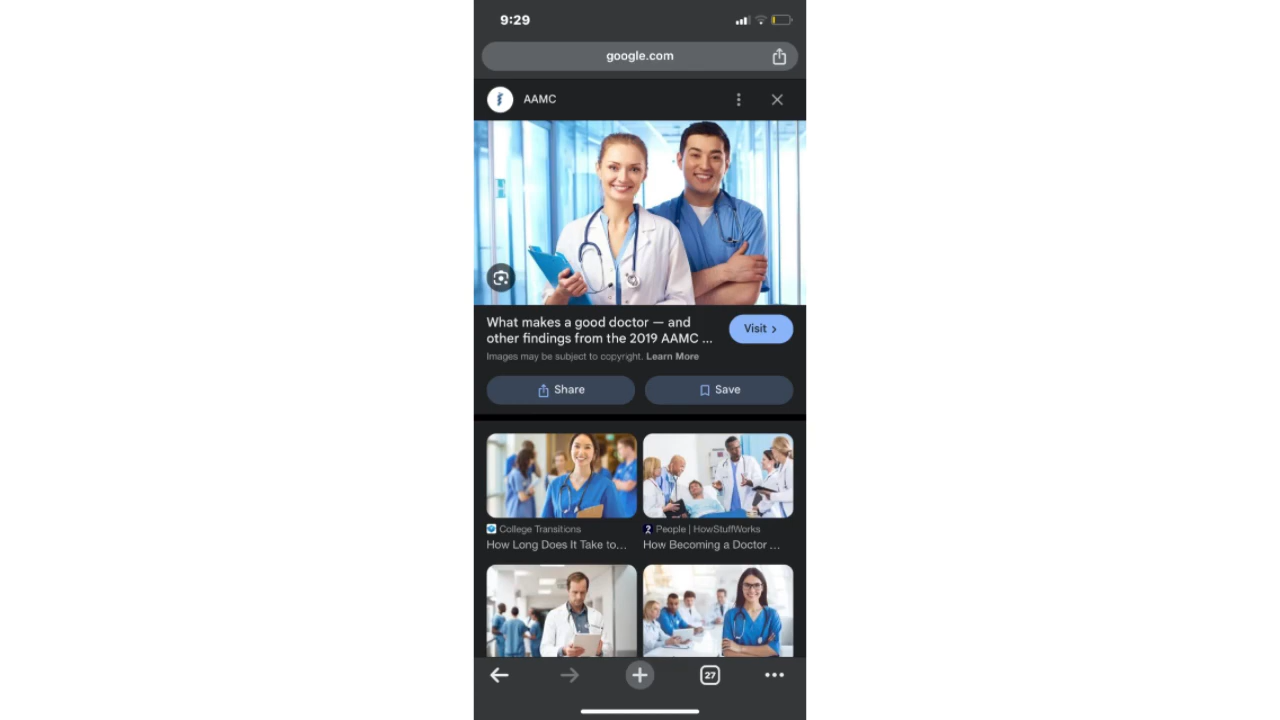 9:29
google.com
AAMC
What makes a good doctor — and
other findings from the 2019 AAMC ...
Visit
Images may be subject to copyright. Learn More
Share
Save
College Transitions
How Long Does It Take to...
People | HowStuffWorks
How Becoming a Doctor ...
27